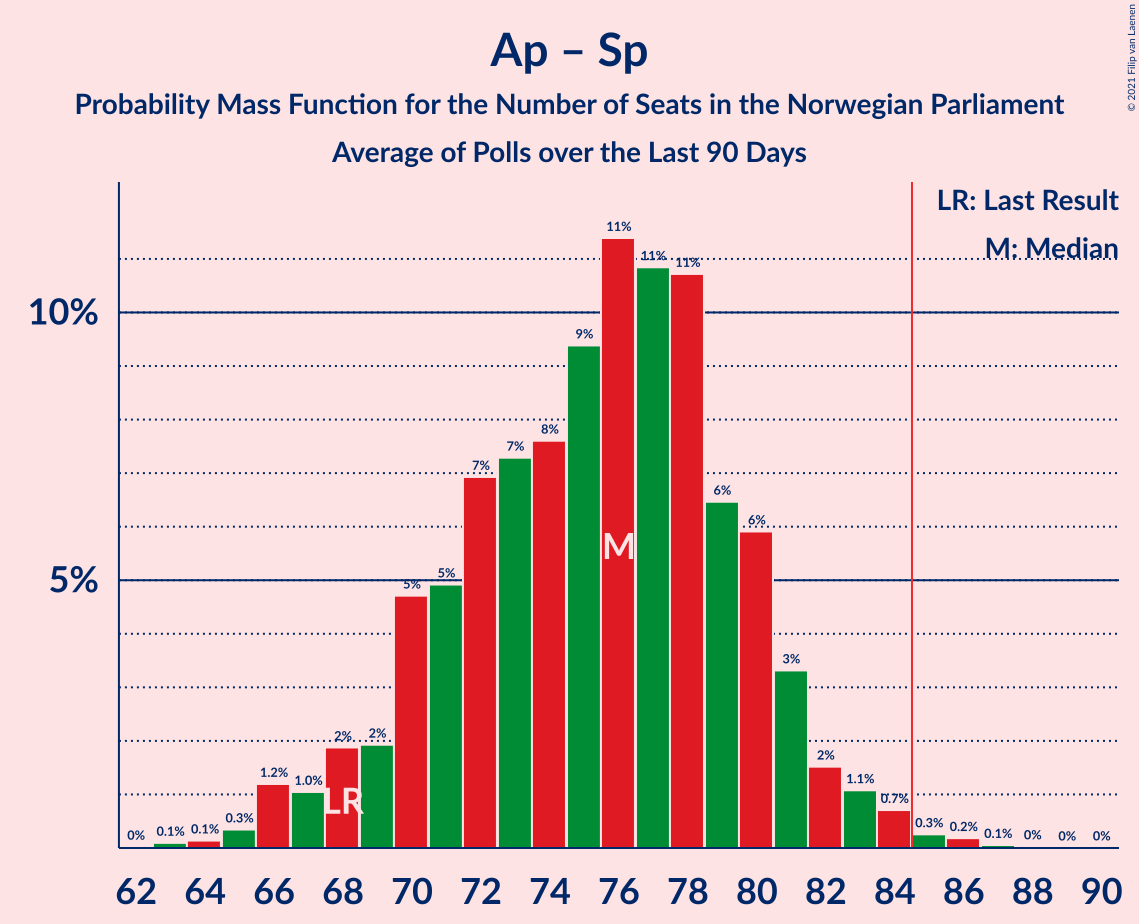 Ap – Sp
Probability Mass Function for the Number of Seats in the Norwegian Parliament
Average of Polls over the Last 90 Days
© 2021 Filip van Laenen
LR: Last Result
M: Median
10%
5%
0% 0.1% 0.1% 0.3% 1.2% 1.0% 2% 2% 5% 5% 7% 7% 8% 9% 11% 11% 11% 6% 6% 3% 2% 1.1% 0.7% 0.3% 0.2% 0.1% 0% 0% 0%
M
LR
62 64 66 68 70 72 74 76 78 80 82 84 86 88 90